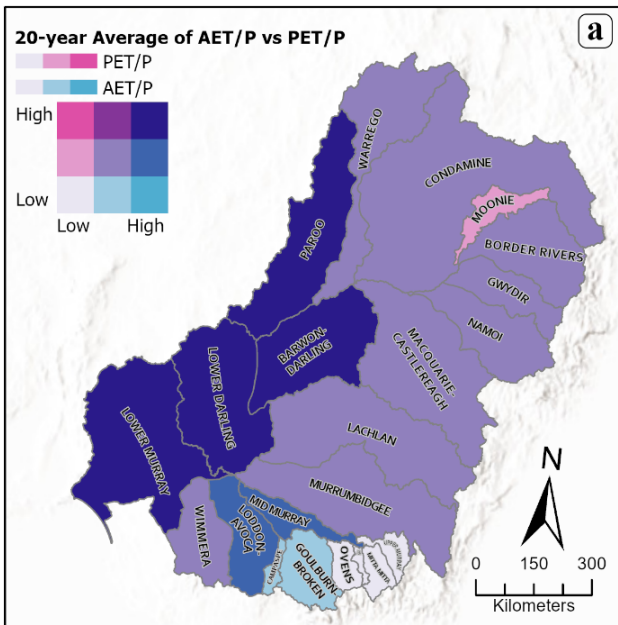 a
20-year Average of AET/P vs PET/P
PET/P
AET/P
High
Low
Low
High
WARREGO
CONDAMINE
MOONIE
PAROO
BORDER RIVERS
GWYDIR
NAMOI
BARWON-
DARLING
MACQUARIE-
CASTLEREAGH
LOWER DARLING
LOWER MURRAY
LACHLAN
MURRUMBIDGEE
MID MURRAY
WIMMERA
LODDON-
AVOCA
CAMPASPE
GOULBURN-
BROKEN
OVENS
N
0
150
300
Kilometers